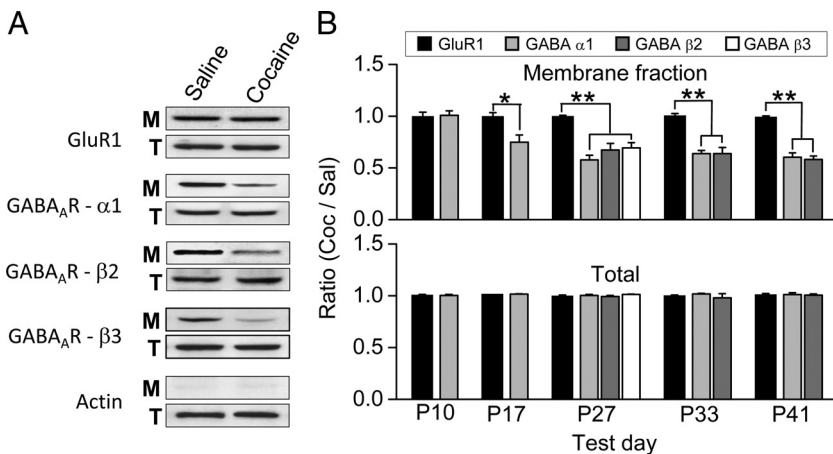 A
Saline Cocaine
M
GluR1
T
M
GABAAR - α1
T
M
GABAAR - β2
T
M
GABAAR - β3
T
M
Actin
T
B
GluR1 GABA α1 GABA β2 GABA β3
Membrane fraction
1.5
* ** ** **
1.0
0.5
0.0
Ratio (Coc / Sal)
1.5
Total
1.0
0.5
0.0
P10 P17 P27 P33 P41
Test day